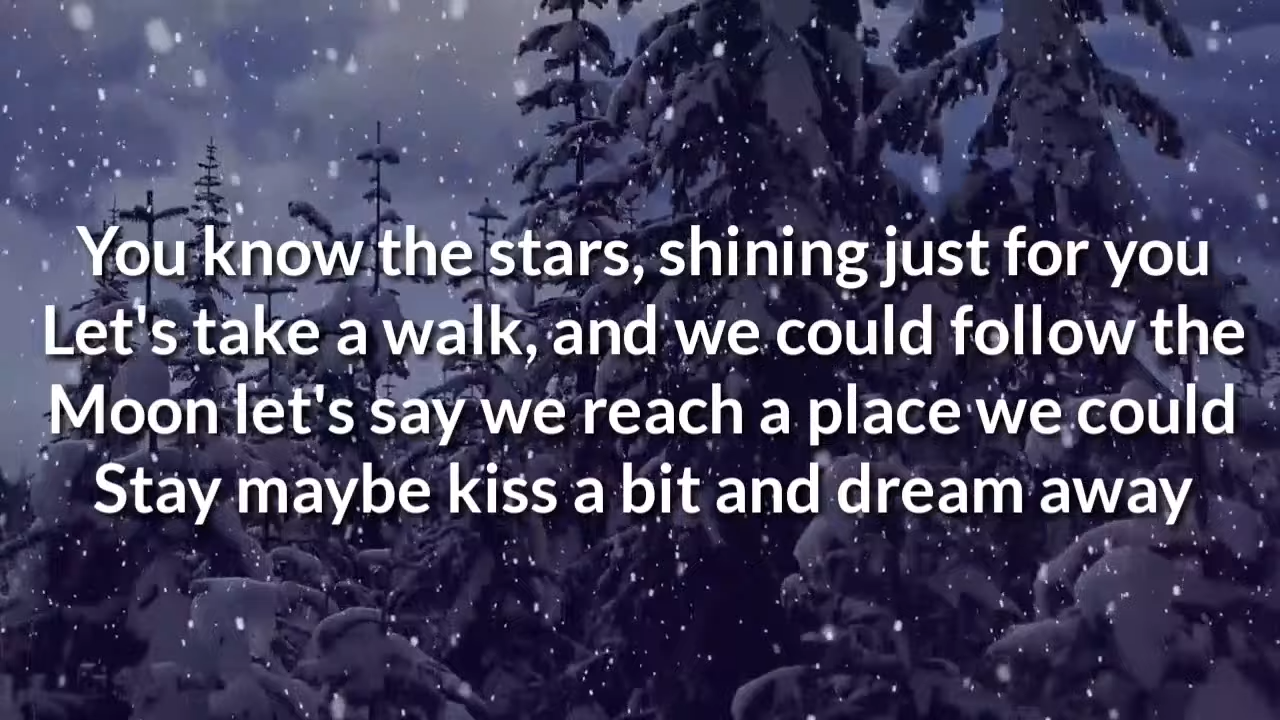 You know the stars, shining just for you
Let's take a walk, and we could follow the
Moon let's say we reach a place we could
Stay maybe kiss a bit and dream away